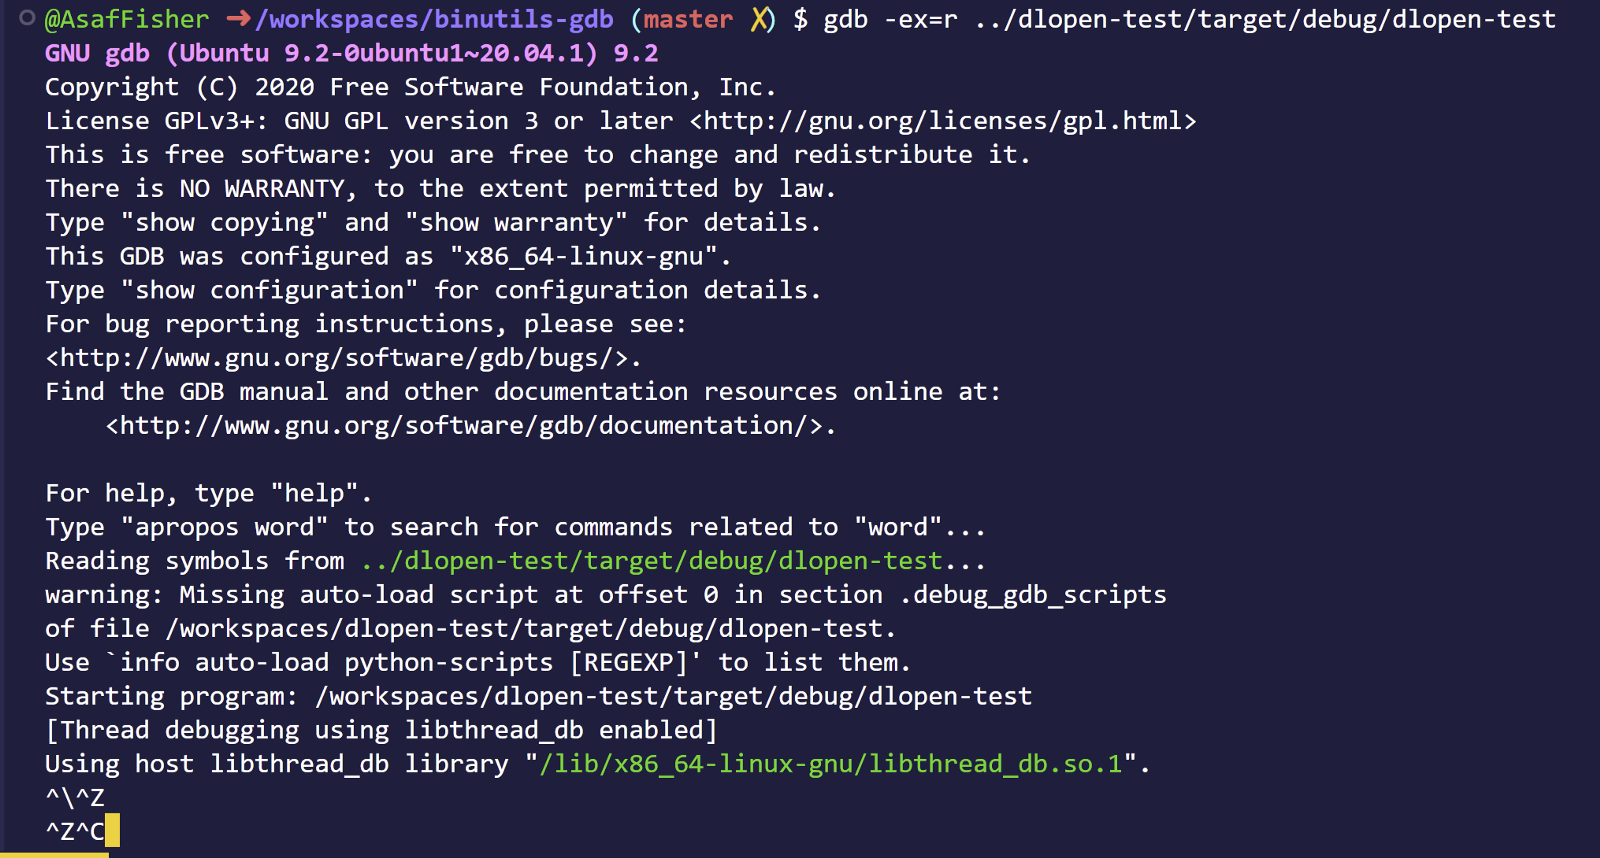 @AsafFisher ➜ /workspaces/binutils-gdb (master ✗) $ gdb -ex=r ../dlopen-test/target/debug/dlopen-test
GNU gdb (Ubuntu 9.2-0ubuntu1~20.04.1) 9.2
Copyright (C) 2020 Free Software Foundation, Inc.
License GPLv3+: GNU GPL version 3 or later <http://gnu.org/licenses/gpl.html>
This is free software: you are free to change and redistribute it.
There is NO WARRANTY, to the extent permitted by law.
Type "show copying" and "show warranty" for details.
This GDB was configured as "x86_64-linux-gnu".
Type "show configuration" for configuration details.
For bug reporting instructions, please see:
<http://www.gnu.org/software/gdb/bugs/>.
Find the GDB manual and other documentation resources online at:
    <http://www.gnu.org/software/gdb/documentation/>.

For help, type "help".
Type "apropos word" to search for commands related to "word"...
Reading symbols from ../dlopen-test/target/debug/dlopen-test...
warning: Missing auto-load script at offset 0 in section .debug_gdb_scripts
of file /workspaces/dlopen-test/target/debug/dlopen-test.
Use `info auto-load python-scripts [REGEXP]' to list them.
Starting program: /workspaces/dlopen-test/target/debug/dlopen-test
[Thread debugging using libthread_db enabled]
Using host libthread_db library "/lib/x86_64-linux-gnu/libthread_db.so.1".
^\^Z
^Z^C